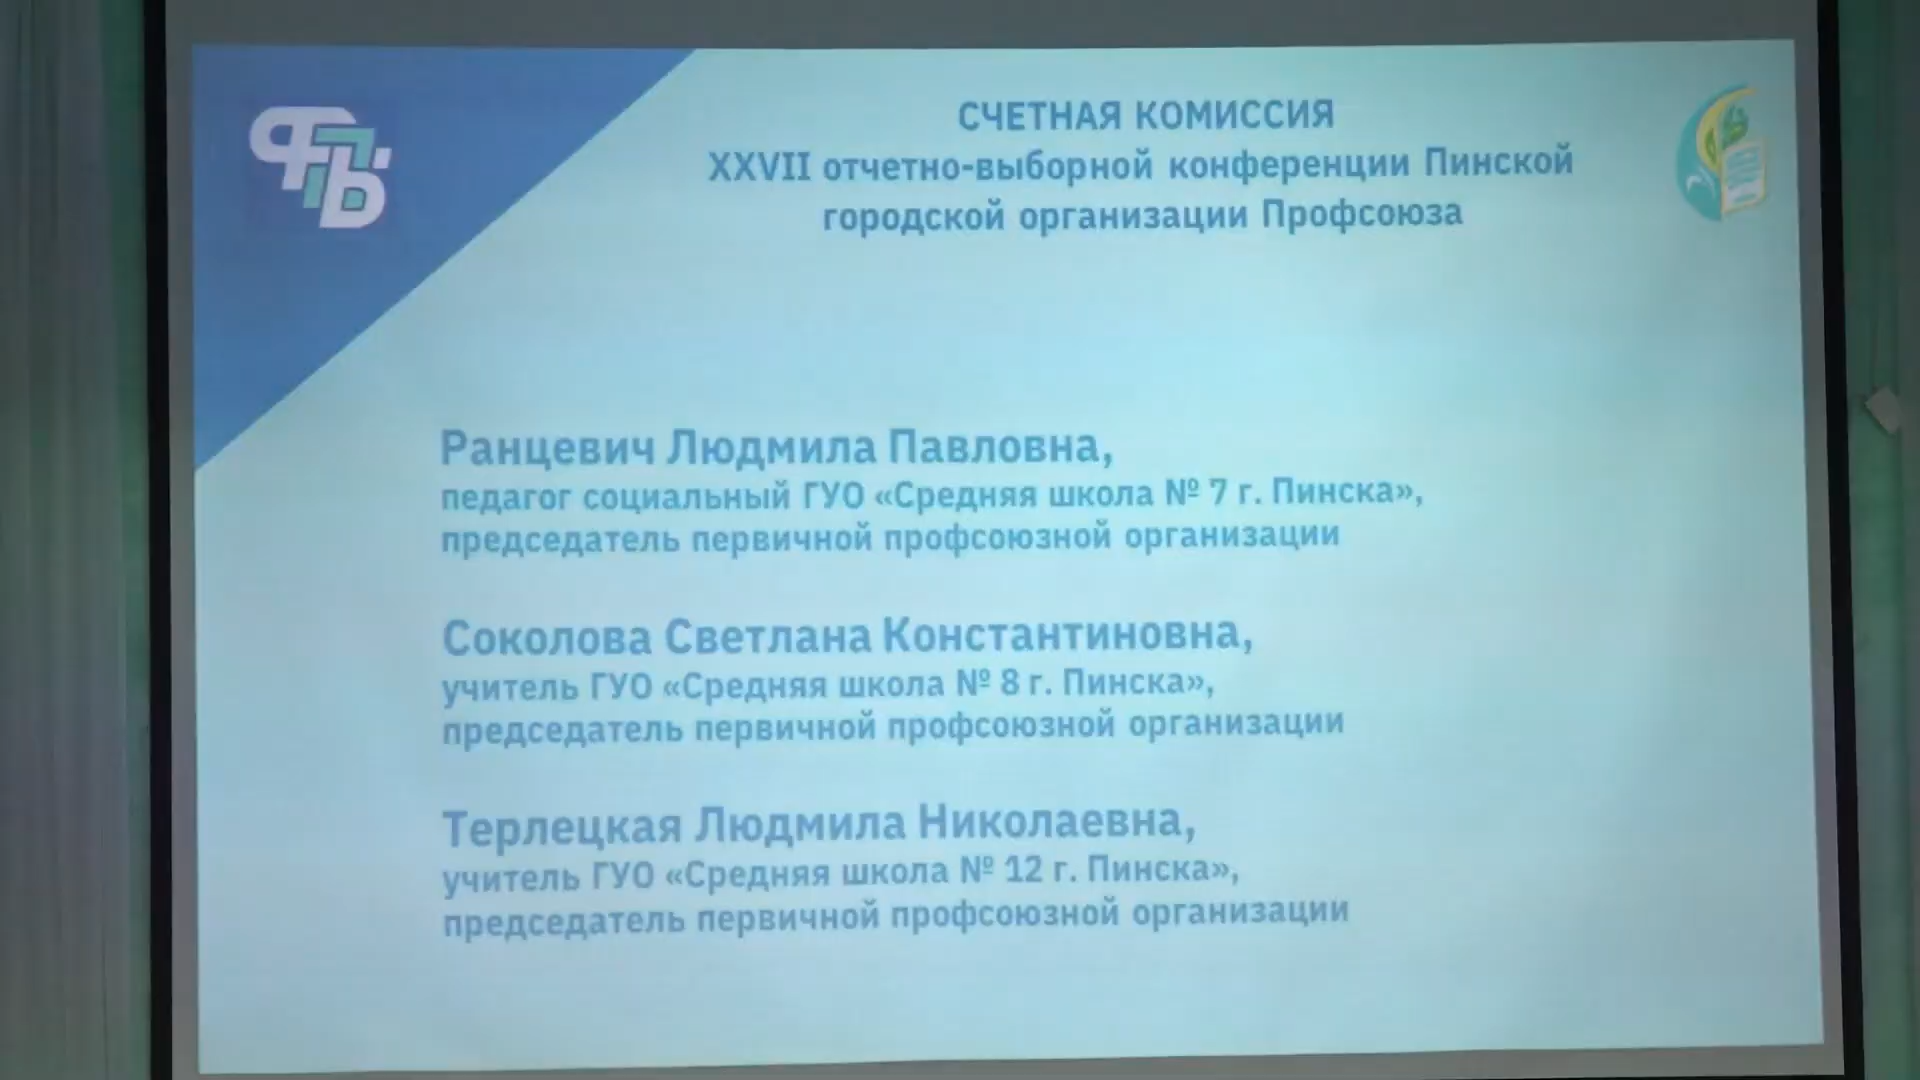 ФПБ
СЧЕТНАЯ КОМИССИЯ
XXVII отчетно-выборной конференции Пинской
городской организации Профсоюза
Ранцевич Людмила Павловна,
педагог социальный ГУО «Средняя школа № 7 г. Пинска»,
председатель первичной профсоюзной организации
Соколова Светлана Константиновна,
учитель ГУО «Средняя школа № 8 г. Пинска»,
председатель первичной профсоюзной организации
Терлецкая Людмила Николаевна,
учитель ГУО «Средняя школа № 12 г. Пинска»,
председатель первичной профсоюзной организации